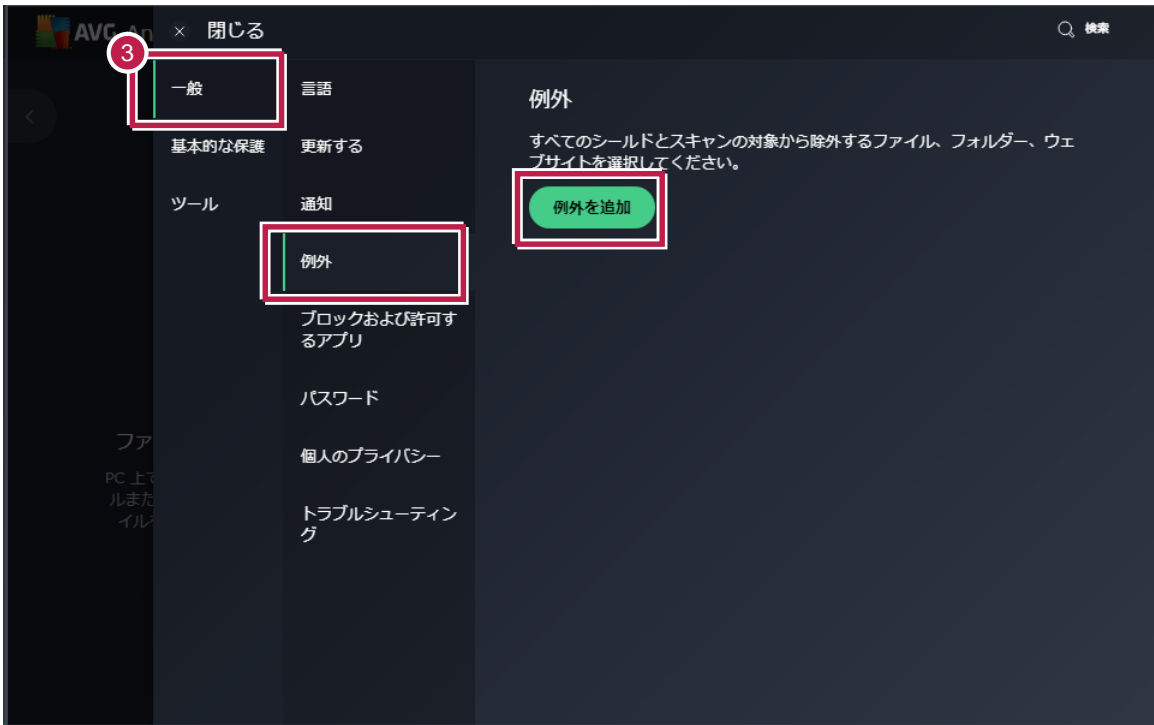 AVG An
× 閉じる
検索
3
一般
基本的な保護
ツール
言語
更新する
通知
例外
ブロックおよび許可す
るアプリ
パスワード
個人のプライバシー
トラブルシューティン
グ
例外
すべてのシールドとスキャンの対象から除外するファイル、フォルダー、ウェ
ブサイトを選択してください。
例外を追加
ファ
PC 上で
ルまた
イルを